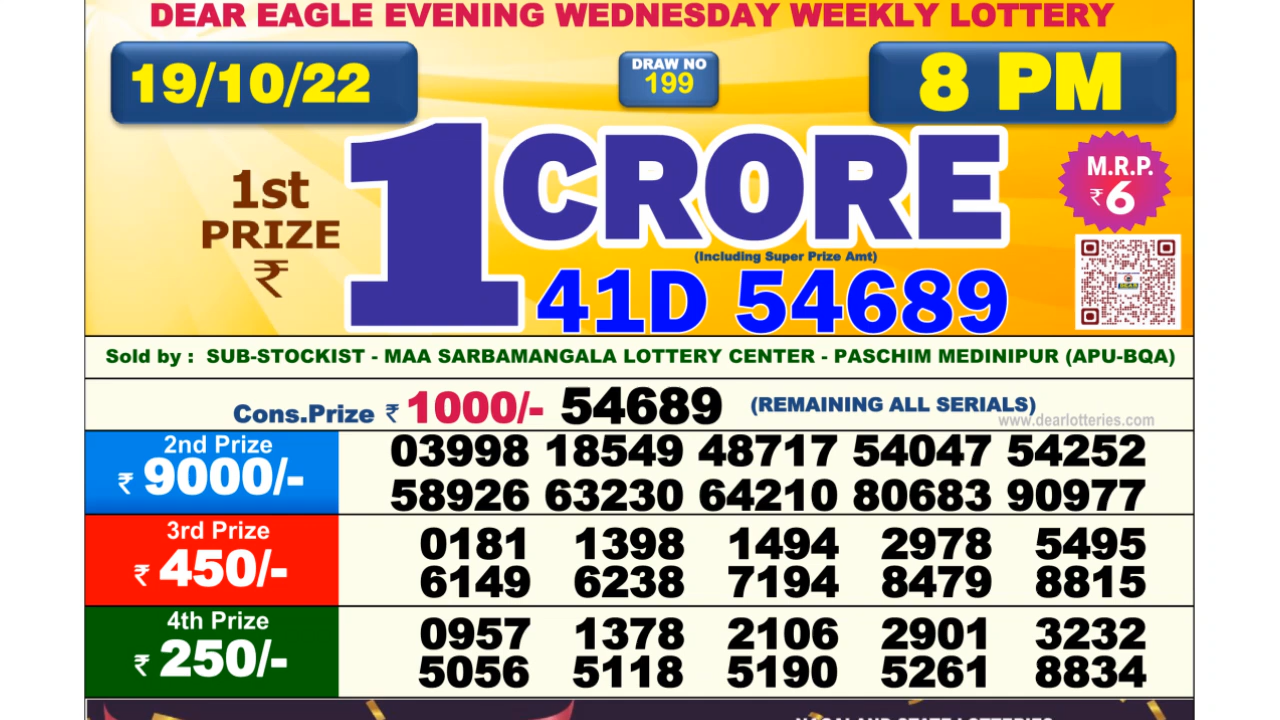 DEAR EAGLE EVENING WEDNESDAY WEEKLY LOTTERY
19/10/22
DRAW NO
199
8 PM
1st
PRIZE
₹
1 CRORE
(Including Super Prize Amt)
41D 54689
M.R.P.
₹ 6
Sold by : SUB-STOCKIST - MAA SARBAMANGALA LOTTERY CENTER - PASCHIM MEDINIPUR (APU-BQA)
Cons.Prize ₹ 1000/- 54689 (REMAINING ALL SERIALS)
www.dearlotteries.com
2nd Prize
₹ 9000/-
03998 18549 48717 54047 54252
58926 63230 64210 80683 90977
3rd Prize
₹ 450/-
0181 1398 1494 2978 5495
6149 6238 7194 8479 8815
4th Prize
₹ 250/-
0957 1378 2106 2901 3232
5056 5118 5190 5261 8834
NAGALAND STATE LOTTERIES